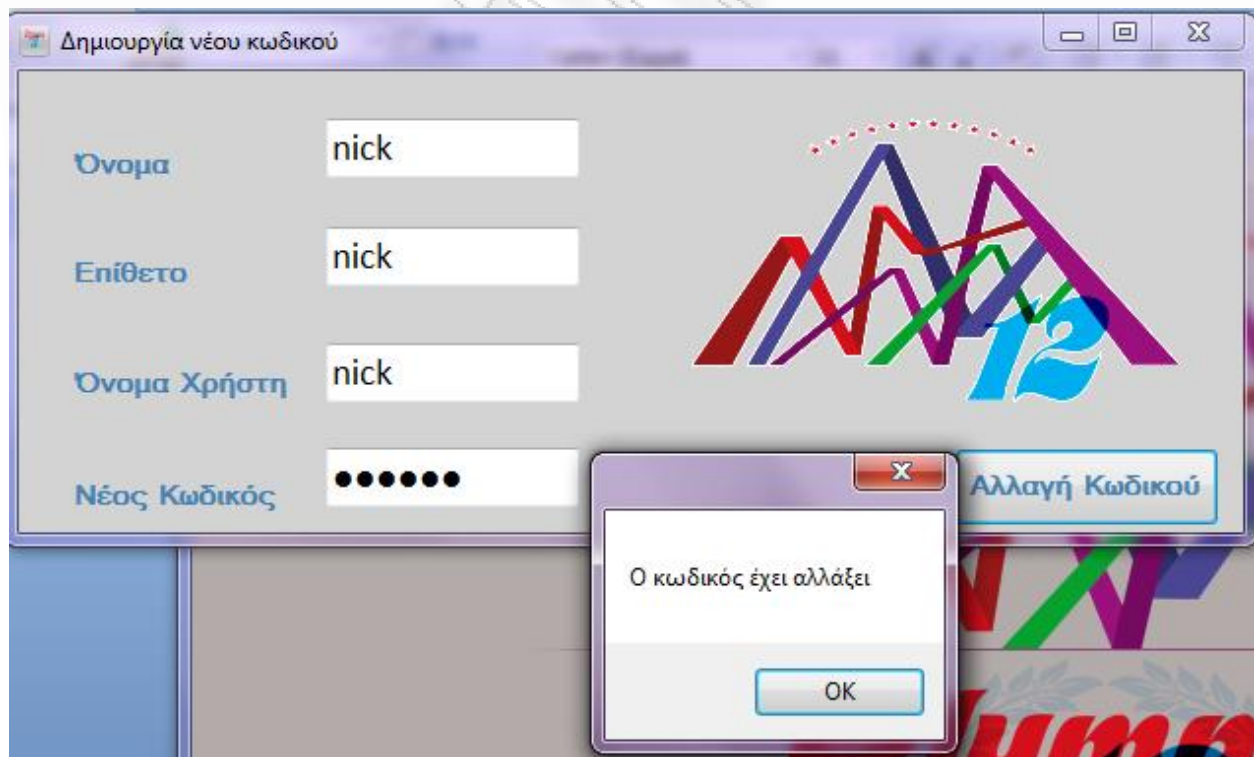 Δημιουργία νέου κωδικού
Όνομα
nick
Επίθετο
nick
Όνομα Χρήστη
nick
Νέος Κωδικός
●●●●●●
12
Αλλαγή Κωδικού
Ο κωδικός έχει αλλάξει
OK